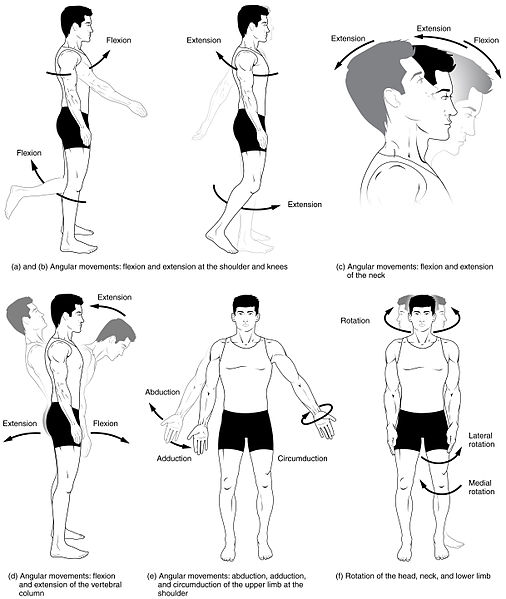 Flexion
Extension
Flexion
Extension
(a) and (b) Angular movements: flexion and extension at the shoulder and knees
Extension
Extension
Flexion
(c) Angular movements: flexion and extension
of the neck
Extension
Extension
Flexion
(d) Angular movements: flexion
and extension of the vertebral
column
Abduction
Adduction
Circumduction
(e) Angular movements: abduction, adduction,
and circumduction of the upper limb at the
shoulder
Rotation
Lateral
rotation
Medial
rotation
(f) Rotation of the head, neck, and lower limb